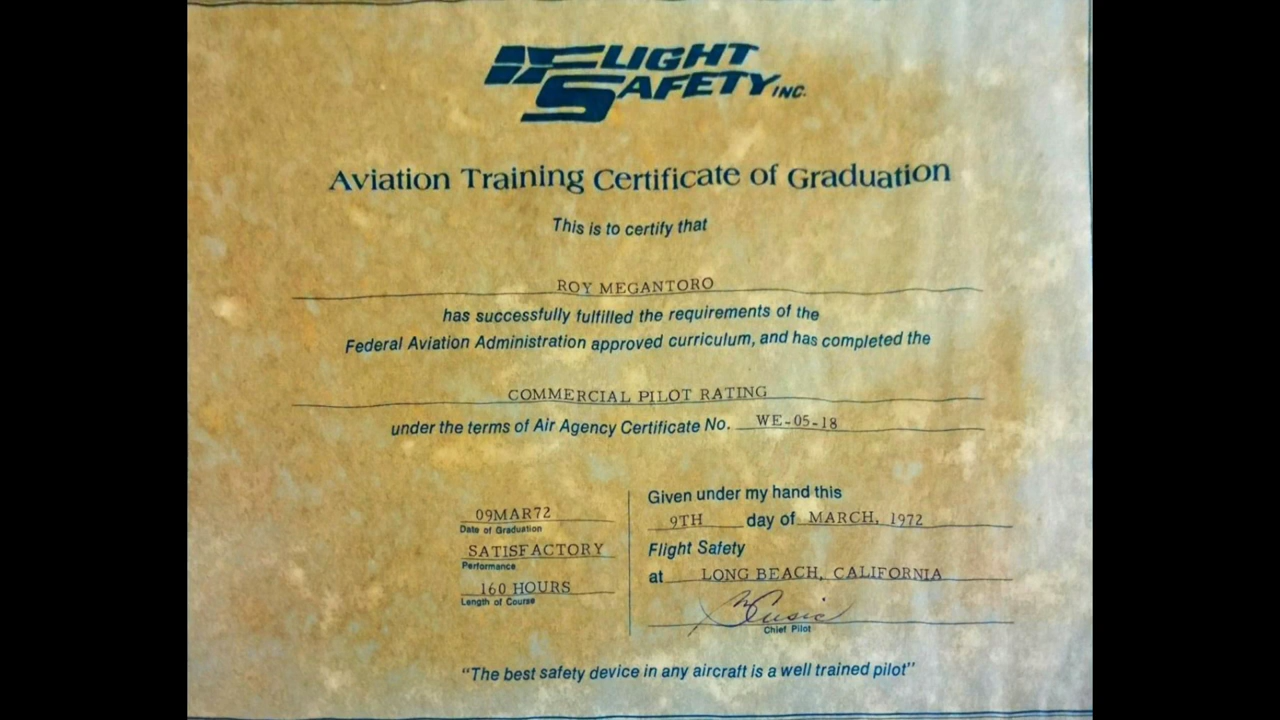 FLIGHT
SAFETY INC.
Aviation Training Certificate of Graduation
This is to certify that
ROY MEGANTORO
has successfully fulfilled the requirements of the
Federal Aviation Administration approved curriculum, and has completed the
COMMERCIAL PILOT RATING
under the terms of Air Agency Certificate No. WE-05-18
09MAR72
Date of Graduation
SATISFACTORY
Performance
160 HOURS
Length of Course
Given under my hand this
9TH day of MARCH, 1972
Flight Safety
at LONG BEACH, CALIFORNIA
Chief Pilot
"The best safety device in any aircraft is a well trained pilot"